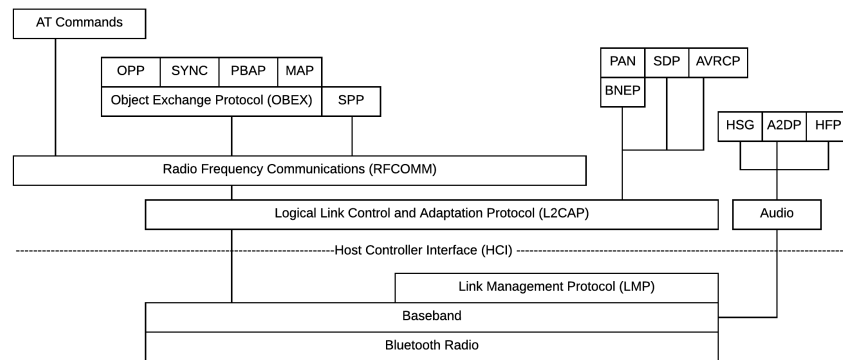 AT Commands
OPP SYNC PBAP MAP
PAN SDP AVRCP
Object Exchange Protocol (OBEX) SPP
BNEP
HSG A2DP HFP
Radio Frequency Communications (RFCOMM)
Logical Link Control and Adaptation Protocol (L2CAP)
Audio
Host Controller Interface (HCI)
Link Management Protocol (LMP)
Baseband
Bluetooth Radio